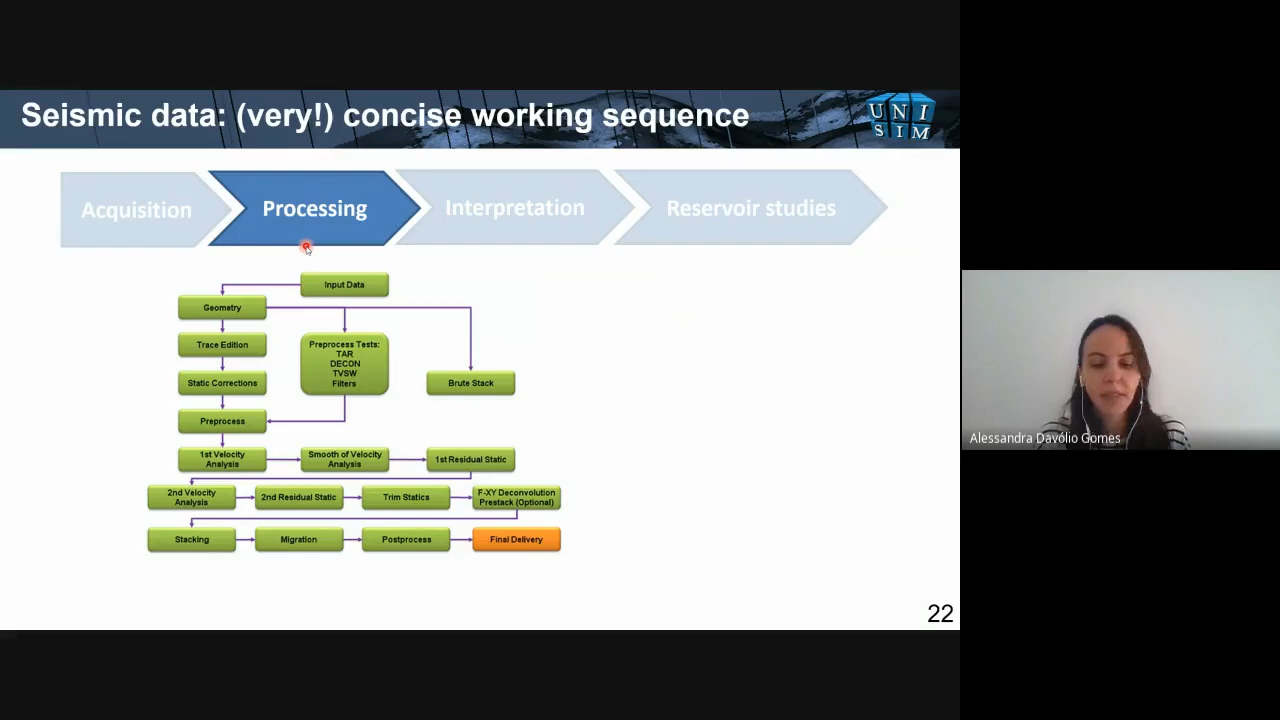 Seismic data: (very!) concise working sequence
UNI
SIM
Acquisition
Processing
Interpretation
Reservoir studies
Input Data
Geometry
Trace Edition
Preprocess Tests:
TAR
DECON
TVSW
Filters
Static Corrections
Brute Stack
Preprocess
1st Velocity
Analysis
Smooth of Velocity
Analysis
1st Residual Static
2nd Velocity
Analysis
2nd Residual Static
Trim Statics
F-XY Deconvolution
Prestack (Optional)
Stacking
Migration
Postprocess
Final Delivery
22
Alessandra Davólio Gomes